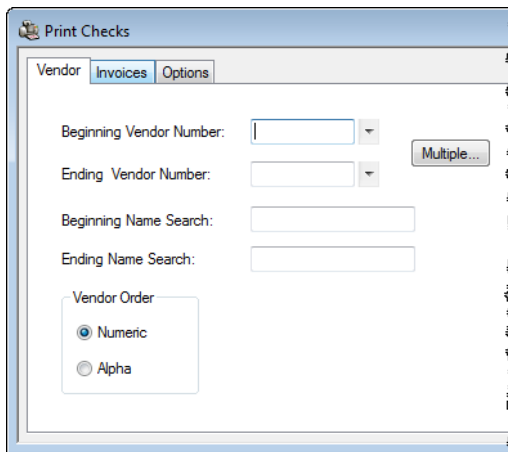 Print Checks
Vendor Invoices Options
Beginning Vendor Number:
Multiple...
Ending Vendor Number:
Beginning Name Search:
Ending Name Search:
Vendor Order
Numeric
Alpha